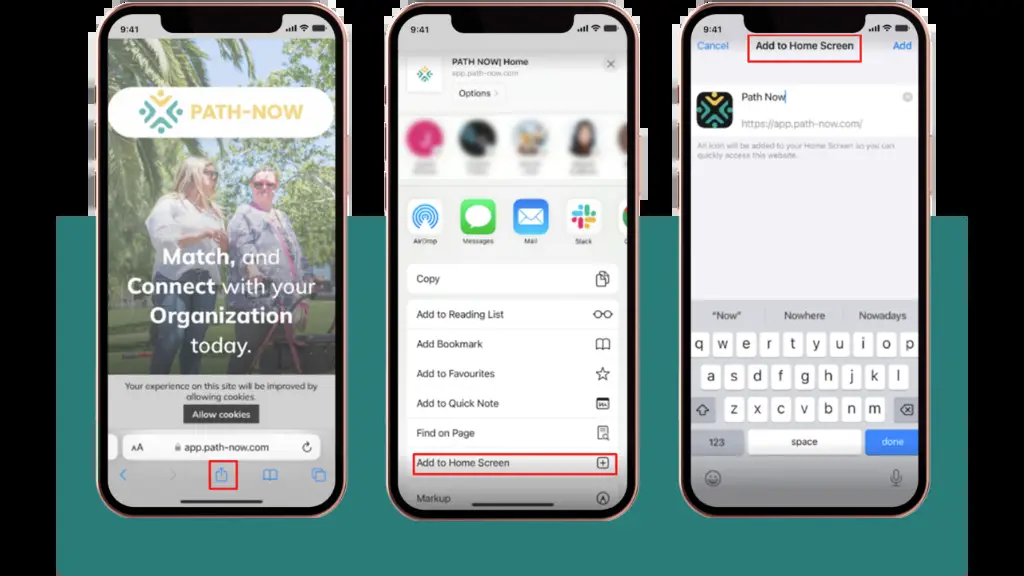 9:41
PATH-NOW
Match, and
Connect with your
Organization
today.
Your experience on this site will be improved by
allowing cookies.
Allow cookies
AA app.path-now.com
9:41
PATH NOW| Home
app.path-now.com
Options >
AirDrop Messages Mail Slack
Copy
Add to Reading List
Add Bookmark
Add to Favourites
Add to Quick Note
Find on Page
Add to Home Screen
Markup
9:41
Cancel Add to Home Screen Add
Path Now
https://app.path-now.com/
An icon will be added to your Home Screen so you can
quickly access this website.
"Now" Nowhere Nowadays
q w e r t y u i o p
a s d f g h j k l
z x c v b n m
123 space done